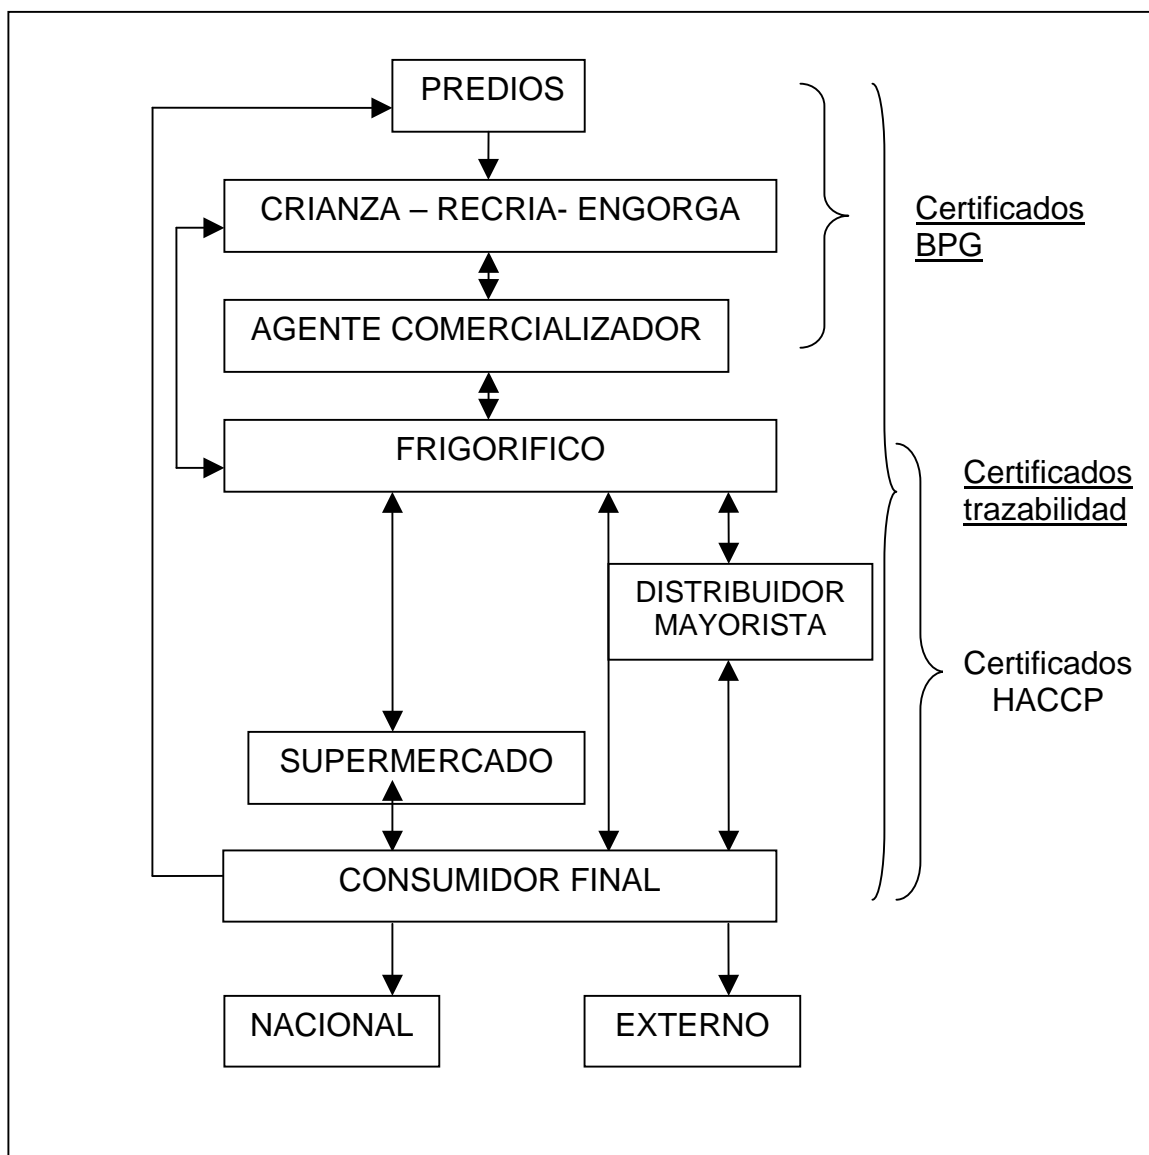 PREDIOS
CRIANZA – RECRIA- ENGORGA
Certificados
BPG
AGENTE COMERCIALIZADOR
FRIGORIFICO
Certificados
trazabilidad
DISTRIBUIDOR
MAYORISTA
Certificados
HACCP
SUPERMERCADO
CONSUMIDOR FINAL
NACIONAL
EXTERNO